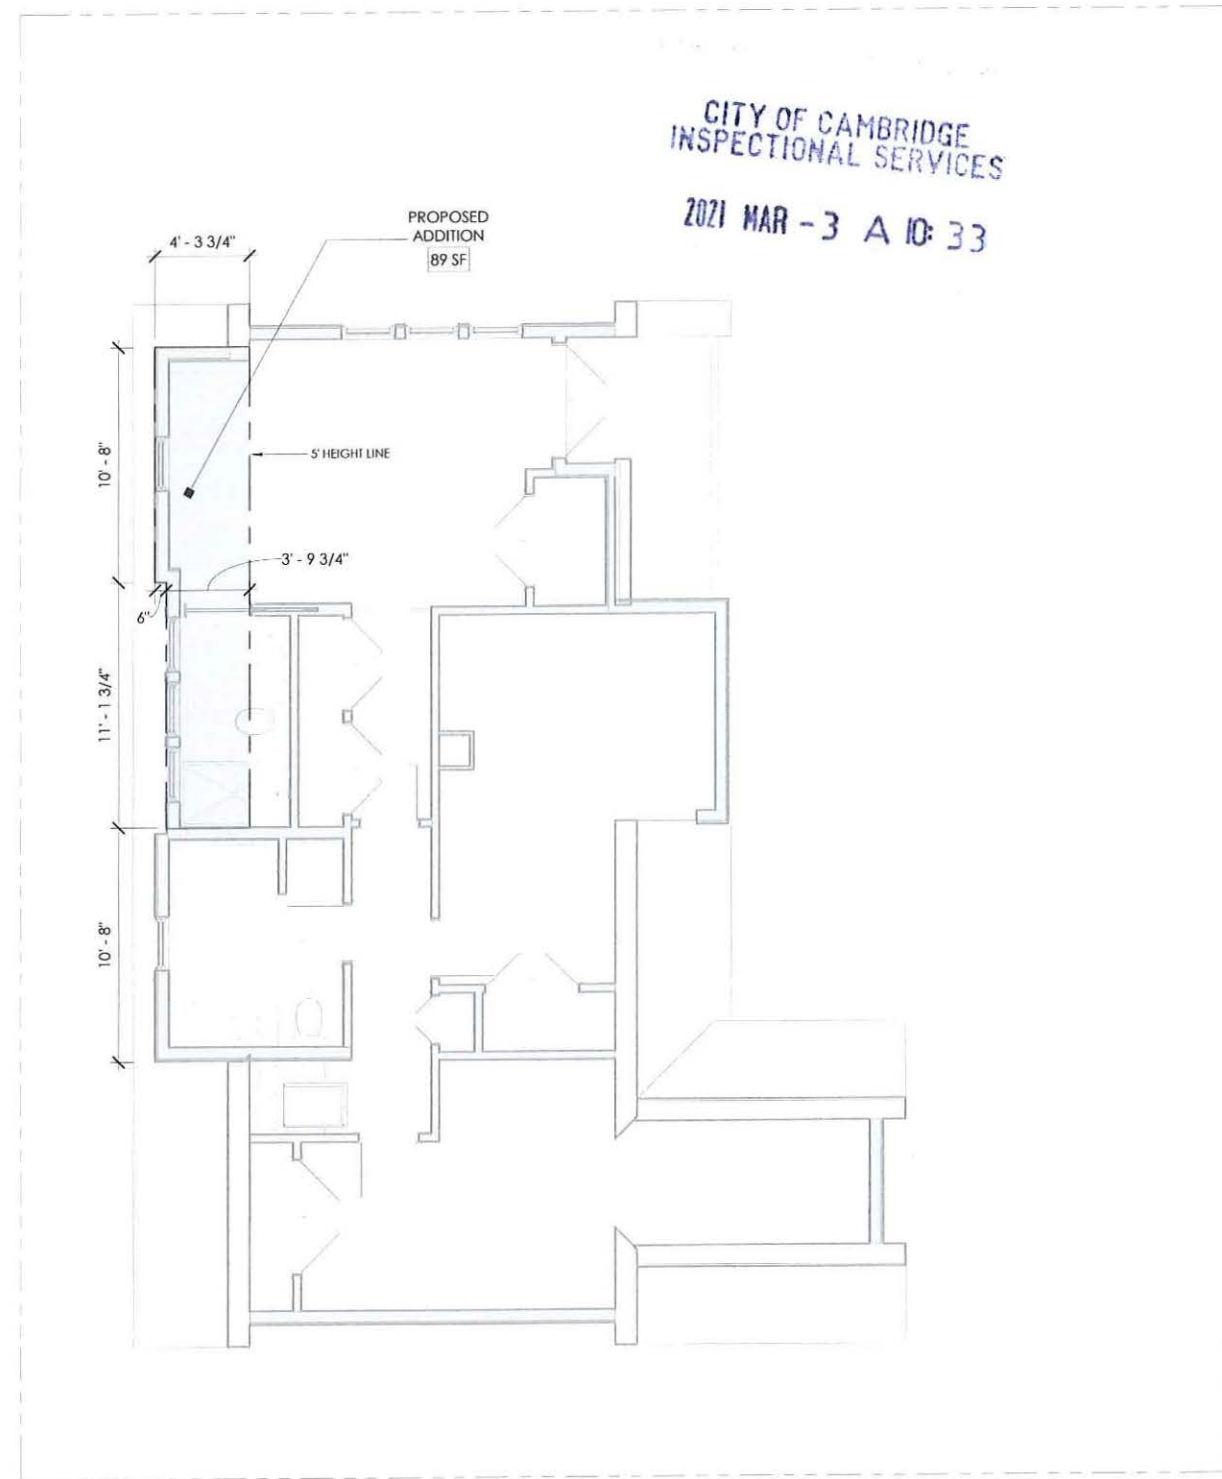 CITY OF CAMBRIDGE
INSPECTIONAL SERVICES
2021 MAR -3 A 10: 33
PROPOSED
ADDITION
89 SF
4' - 3 3/4"
10' - 8"
5' HEIGHT LINE
3' - 9 3/4"
6"
11' - 1 3/4"
10' - 8"